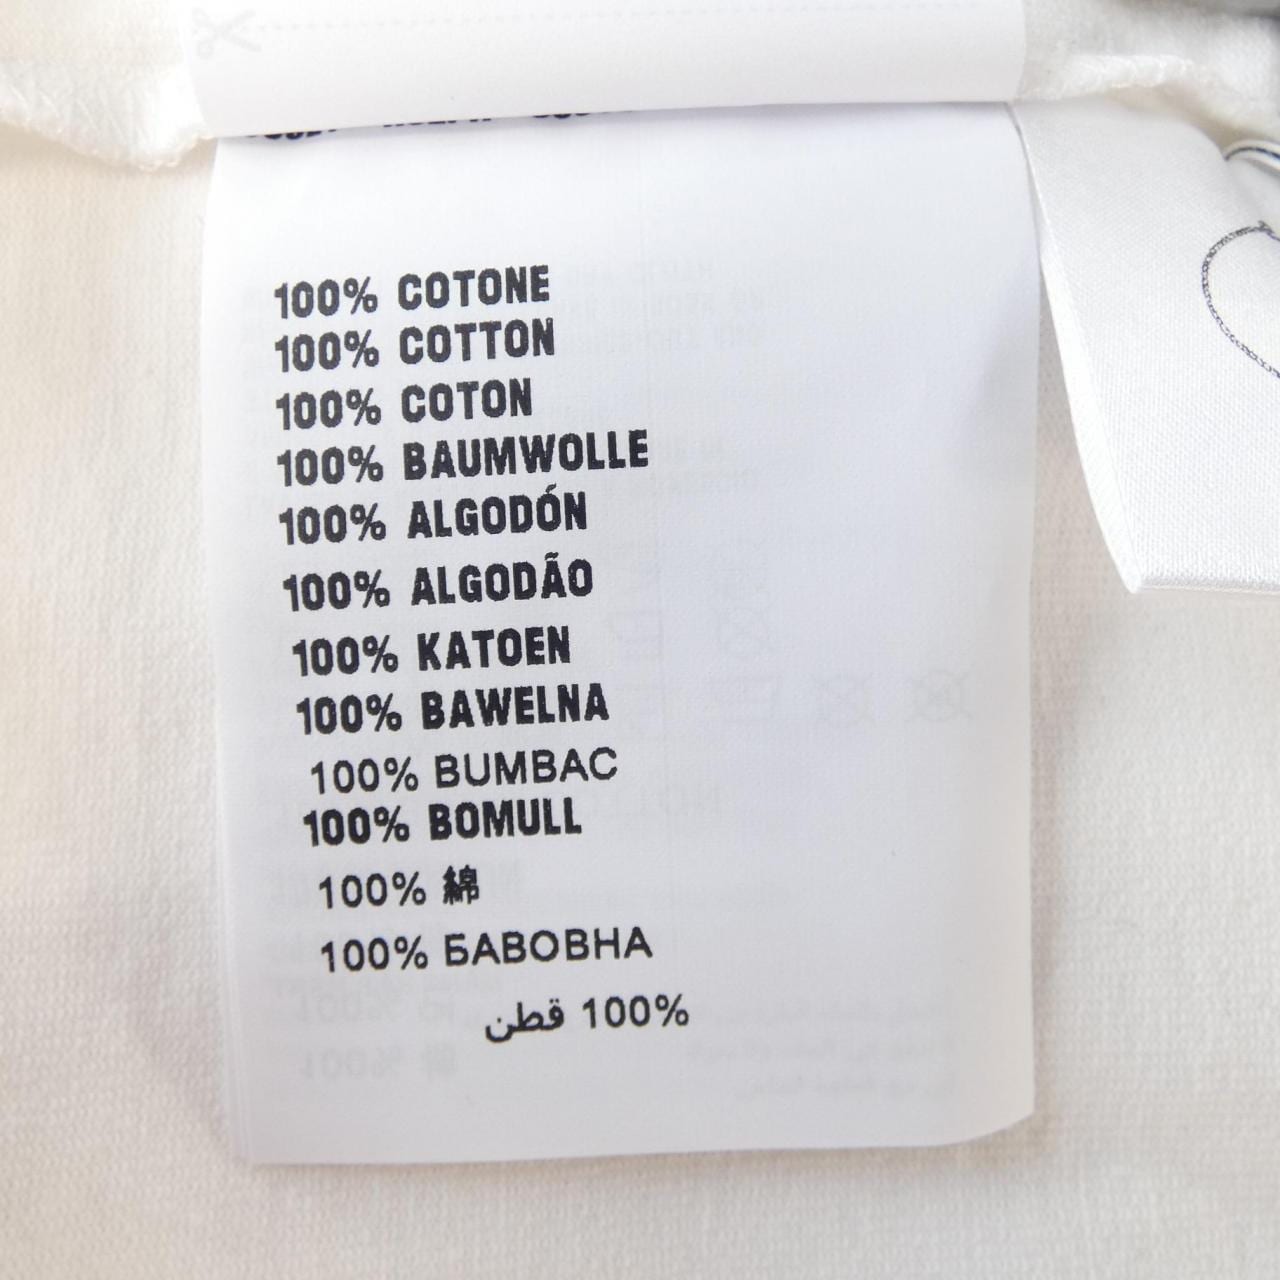 100% COTONE
100% COTTON
100% COTON
100% BAUMWOLLE
100% ALGODÓN
100% ALGODÃO
100% KATOEN
100% BAWELNA
100% BUMBAC
100% BOMULL
100% 綿
100% БАВОВНА
100% قطن